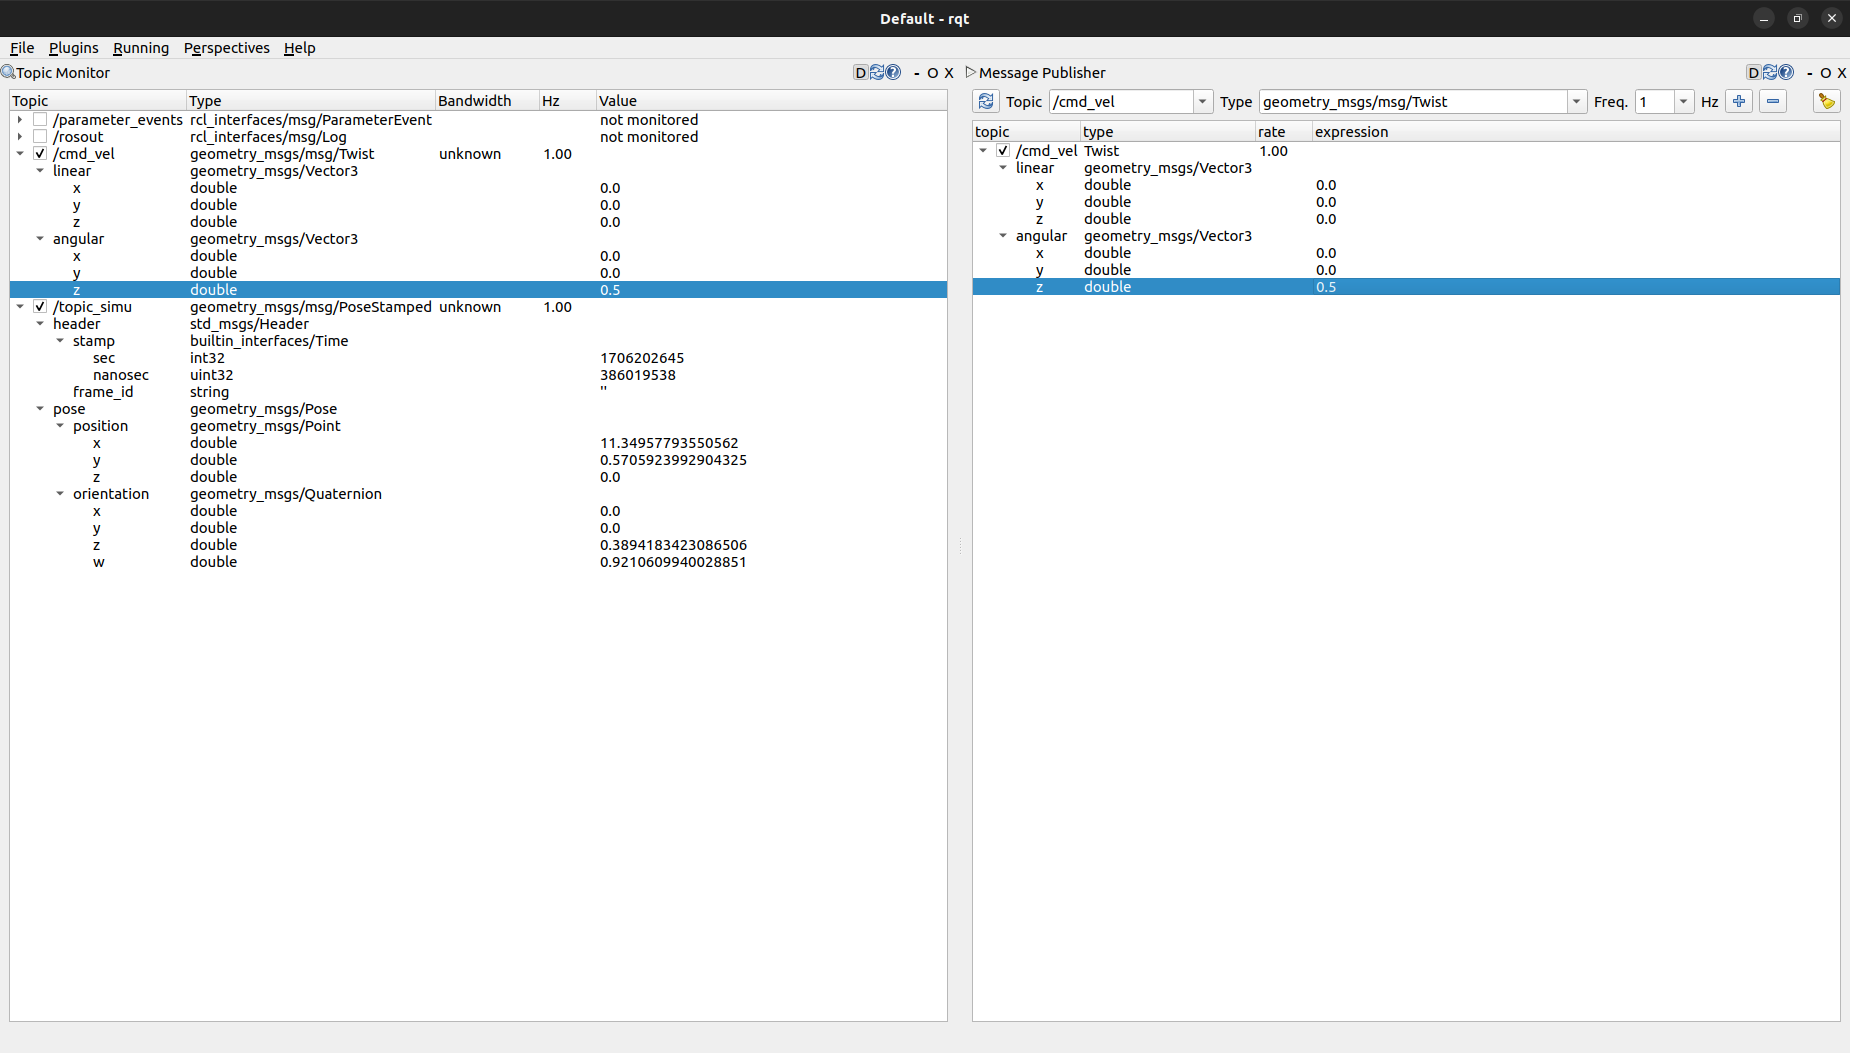 Default - rqt
File Plugins Running Perspectives Help
Topic Monitor D - O X
Topic Type Bandwidth Hz Value
/parameter_events rcl_interfaces/msg/ParameterEvent not monitored
/rosout rcl_interfaces/msg/Log not monitored
/cmd_vel geometry_msgs/msg/Twist unknown 1.00
linear geometry_msgs/Vector3
x double 0.0
y double 0.0
z double 0.0
angular geometry_msgs/Vector3
x double 0.0
y double 0.0
z double 0.5
/topic_simu geometry_msgs/msg/PoseStamped unknown 1.00
header std_msgs/Header
stamp builtin_interfaces/Time
sec int32 1706202645
nanosec uint32 386019538
frame_id string ''
pose geometry_msgs/Pose
position geometry_msgs/Point
x double 11.34957793550562
y double 0.5705923992904325
z double 0.0
orientation geometry_msgs/Quaternion
x double 0.0
y double 0.0
z double 0.3894183423086506
w double 0.9210609940028851
Message Publisher D - O X
Topic /cmd_vel Type geometry_msgs/msg/Twist Freq. 1 Hz
topic type rate expression
/cmd_vel Twist 1.00
linear geometry_msgs/Vector3
x double 0.0
y double 0.0
z double 0.0
angular geometry_msgs/Vector3
x double 0.0
y double 0.0
z double 0.5